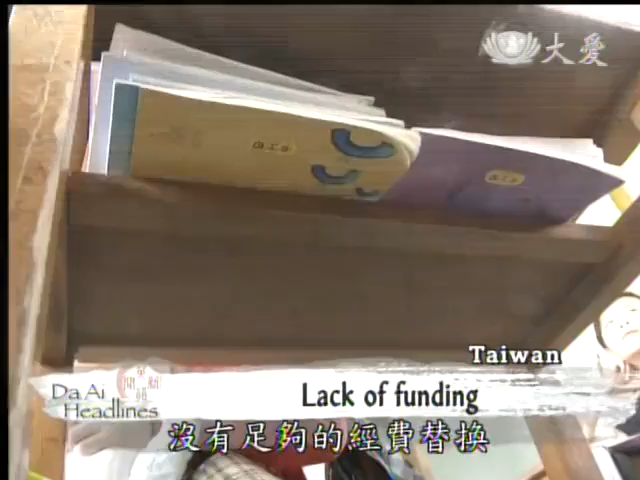 大愛
Taiwan
Da Ai
Headlines
Lack of funding
沒有足夠的經費替換